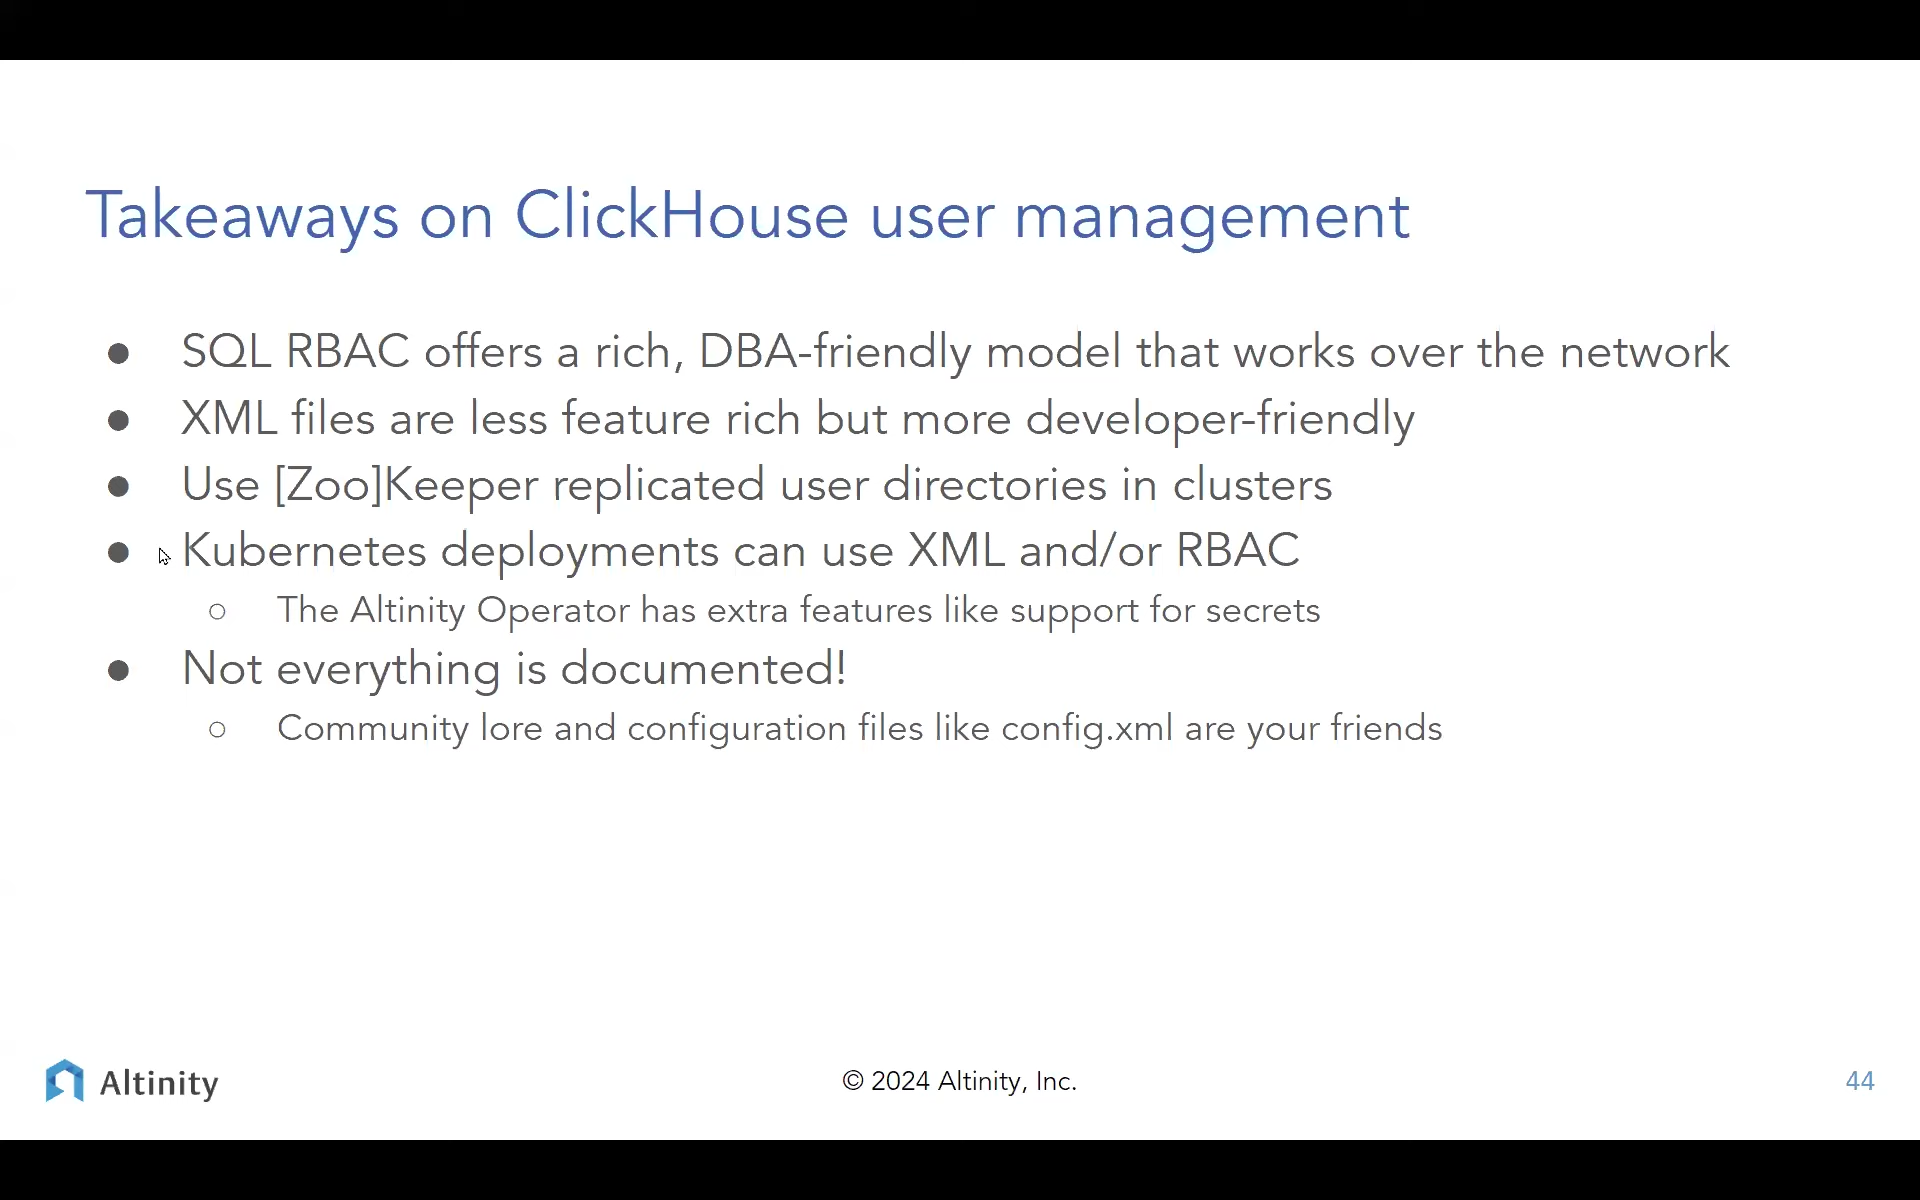 Takeaways on ClickHouse user management
● SQL RBAC offers a rich, DBA-friendly model that works over the network
● XML files are less feature rich but more developer-friendly
● Use [Zoo]Keeper replicated user directories in clusters
● Kubernetes deployments can use XML and/or RBAC
○ The Altinity Operator has extra features like support for secrets
● Not everything is documented!
○ Community lore and configuration files like config.xml are your friends
Altinity
© 2024 Altinity, Inc.
44